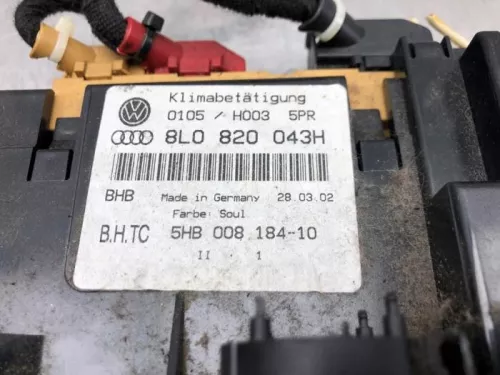 Klimabetätigung
0105 / H003 5PR
8L0 820 043H
BHB Made in Germany 28.03.02
Farbe: Soul
B.H.TC 5HB 008 184-10
II 1